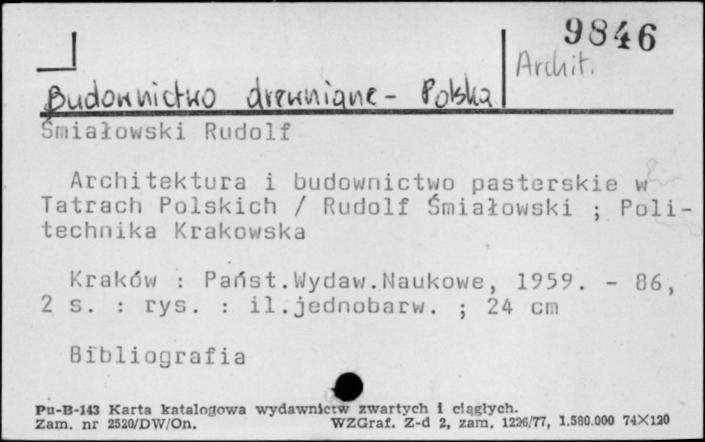 9846
Archit.
Budownictwo drewniane - Polska
Śmiałowski Rudolf
Architektura i budownictwo pasterskie w
Tatrach Polskich / Rudolf Śmiałowski ; Poli-
technika Krakowska
Kraków : Państ.Wydaw.Naukowe, 1959. - 86,
2 s. : rys. : il.jednobarw. ; 24 cm
Bibliografia
Pu-B-143 Karta katalogowa wydawnictw zwartych i ciągłych.
Zam. nr 2520/DW/On. WZGraf. Z-d 2, zam. 1226/77, 1.580.000 74X120